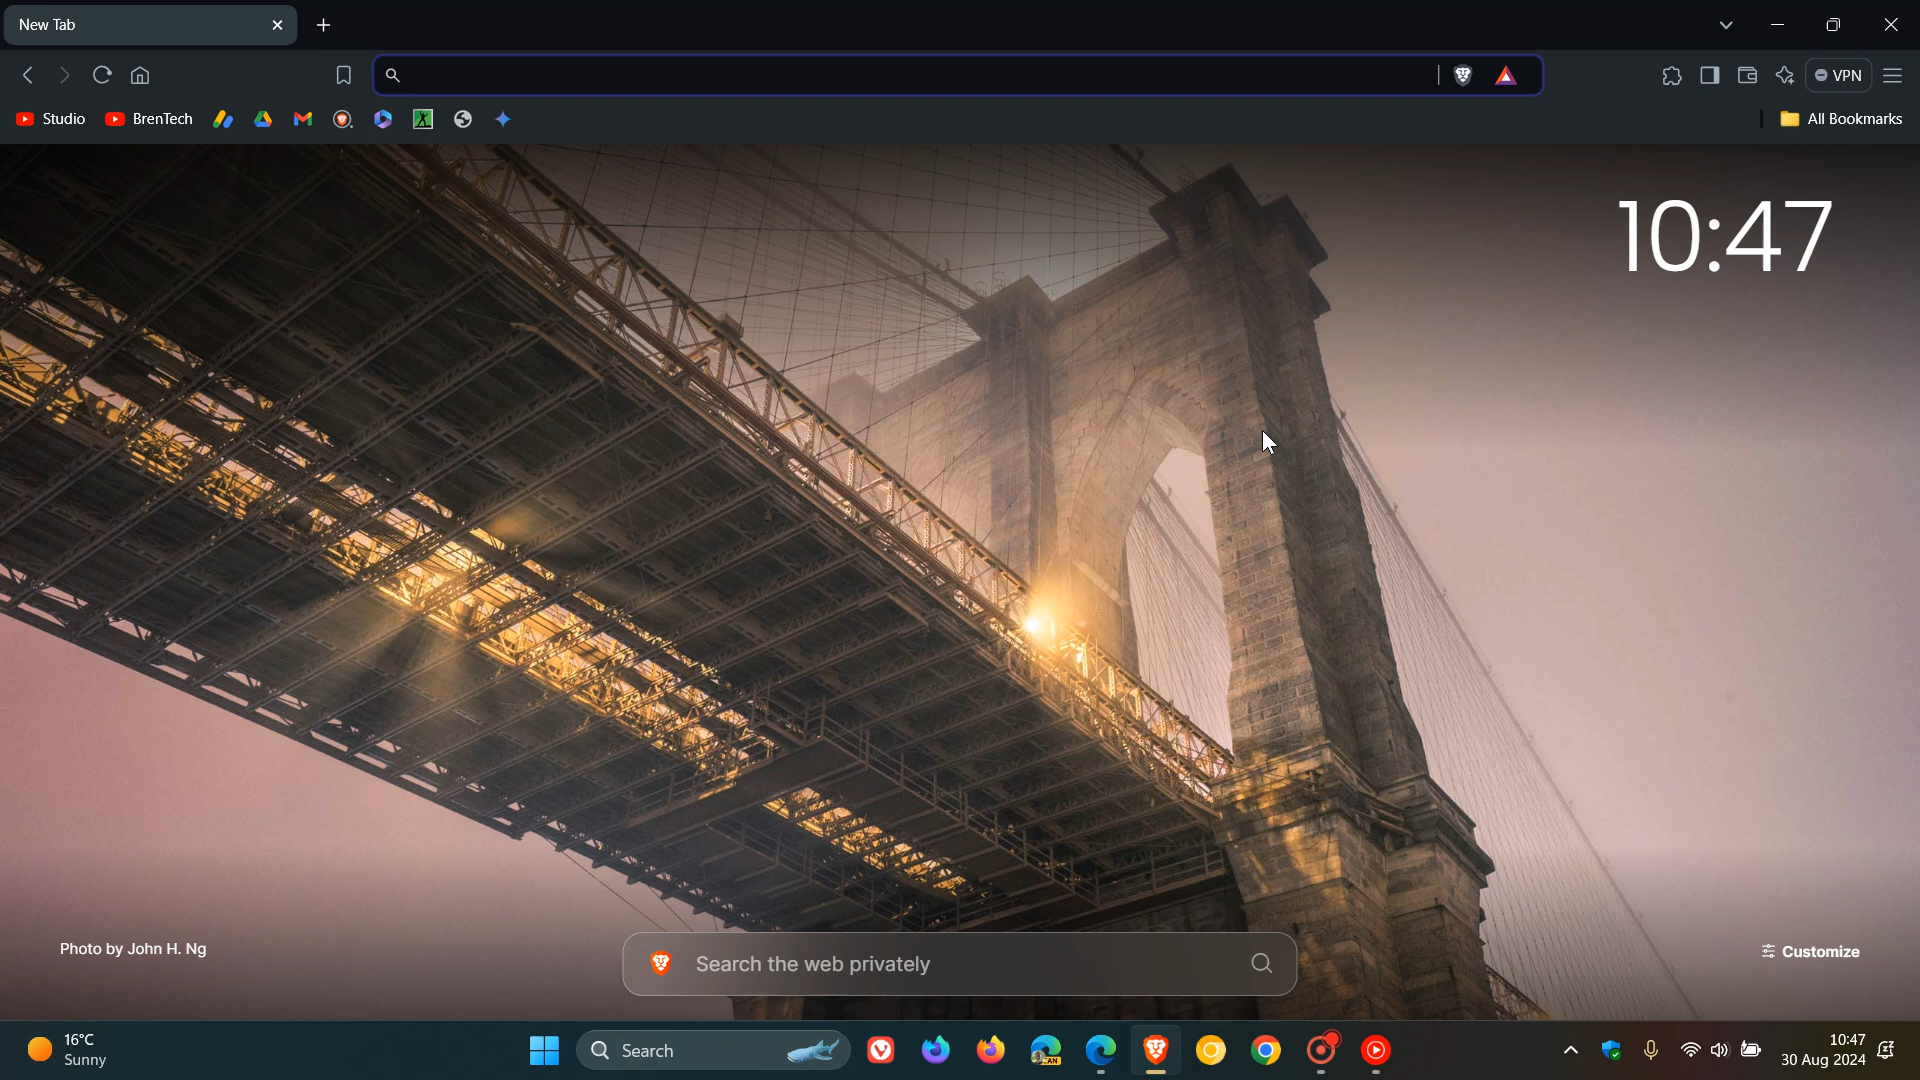 New Tab
VPN
Studio
BrenTech
All Bookmarks
10:47
Photo by John H. Ng
Search the web privately
Customize
16°C
Sunny
Search
CAN
10:47
30 Aug 2024